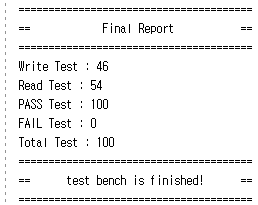 =======================================
==            Final Report           ==
=======================================
Write Test : 46
Read Test : 54
PASS Test : 100
FAIL Test : 0
Total Test : 100
=======================================
==      test bench is finished!      ==
=======================================